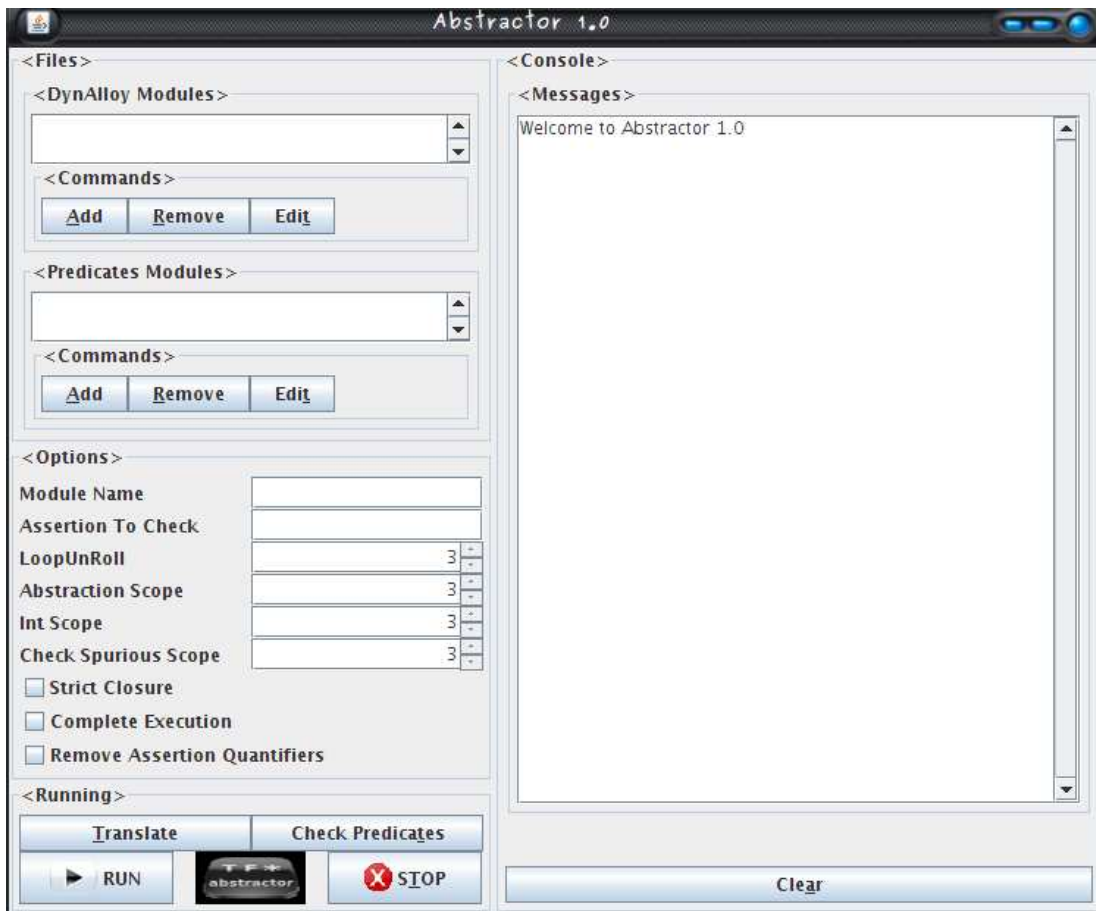 Abstractor 1.0
<Files>
<DynAlloy Modules>
<Commands>
Add Remove Edit
<Predicates Modules>
<Commands>
Add Remove Edit
<Options>
Module Name
Assertion To Check
LoopUnRoll 3
Abstraction Scope 3
Int Scope 3
Check Spurious Scope 3
Strict Closure
Complete Execution
Remove Assertion Quantifiers
<Running>
Translate Check Predicates
RUN
TF*
abstractor
STOP
<Console>
<Messages>
Welcome to Abstractor 1.0
Clear